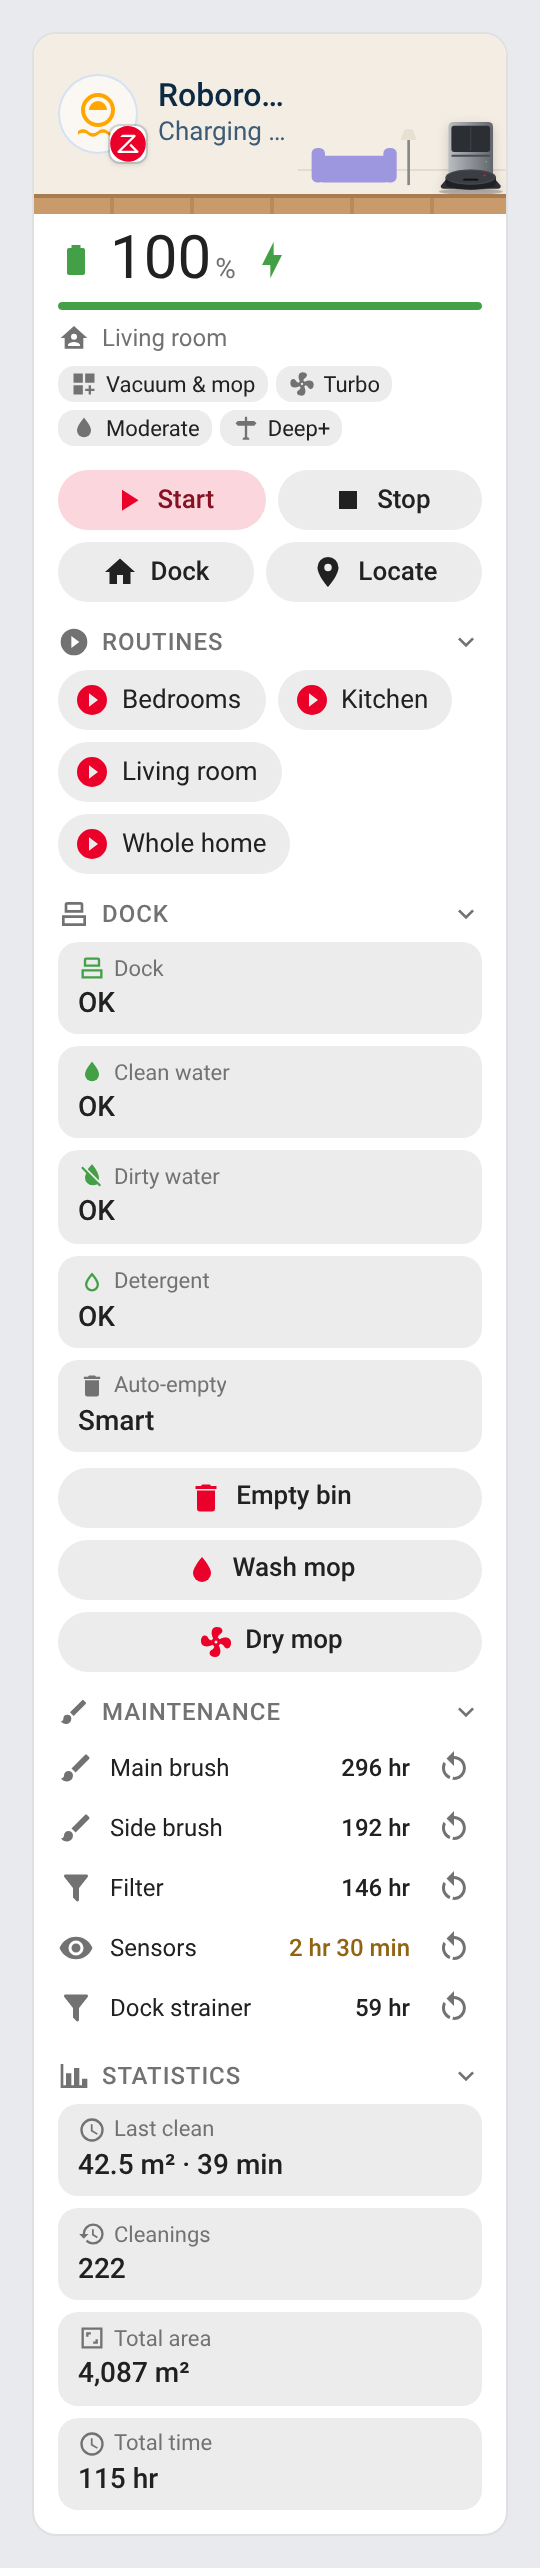 Roboro...
Charging ...
100 %
Living room
Vacuum & mop Turbo
Moderate Deep+
Start Stop
Dock Locate
ROUTINES
Bedrooms Kitchen
Living room
Whole home
DOCK
Dock
OK
Clean water
OK
Dirty water
OK
Detergent
OK
Auto-empty
Smart
Empty bin
Wash mop
Dry mop
MAINTENANCE
Main brush 296 hr
Side brush 192 hr
Filter 146 hr
Sensors 2 hr 30 min
Dock strainer 59 hr
STATISTICS
Last clean
42.5 m² · 39 min
Cleanings
222
Total area
4,087 m²
Total time
115 hr